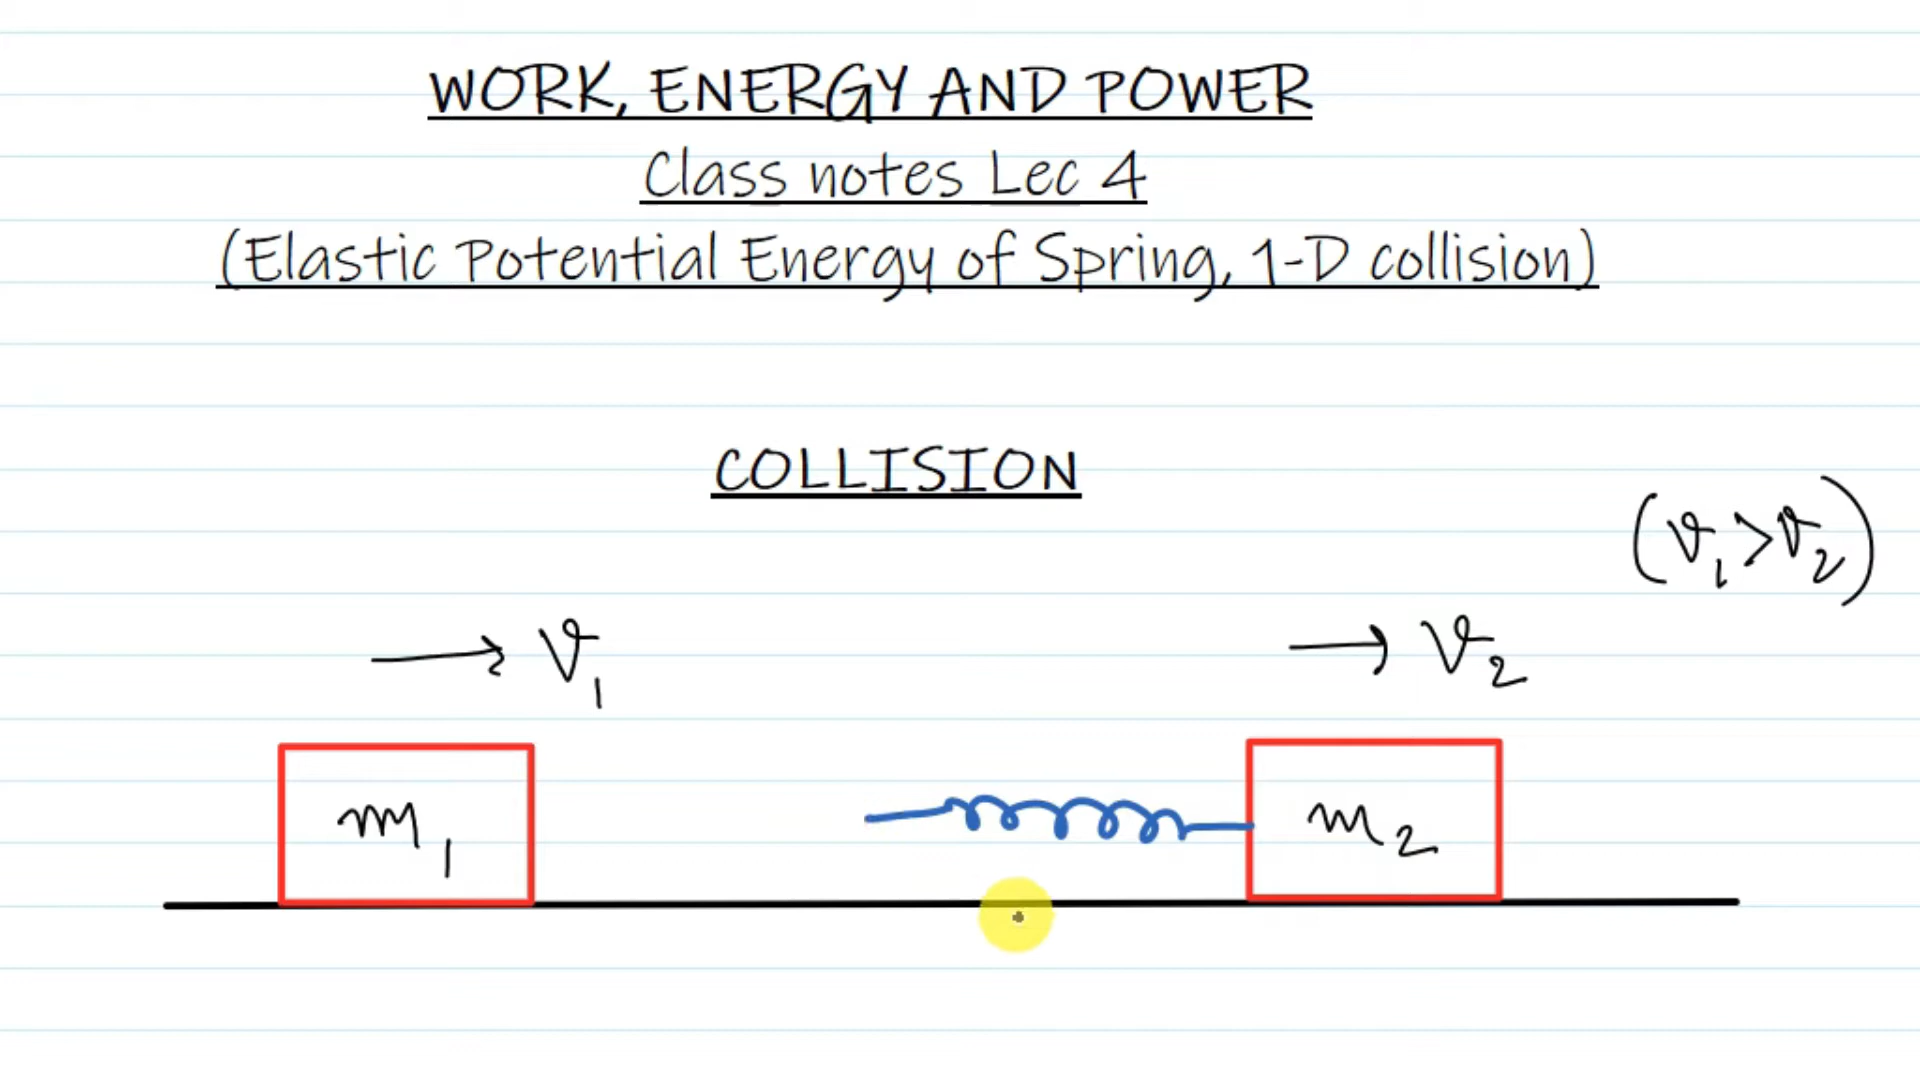 WORK, ENERGY AND POWER
Class notes Lec 4
(Elastic Potential Energy of Spring, 1-D collision)
COLLISION
(v₁>v₂)
→ v₁
→ v₂
m₁
m₂